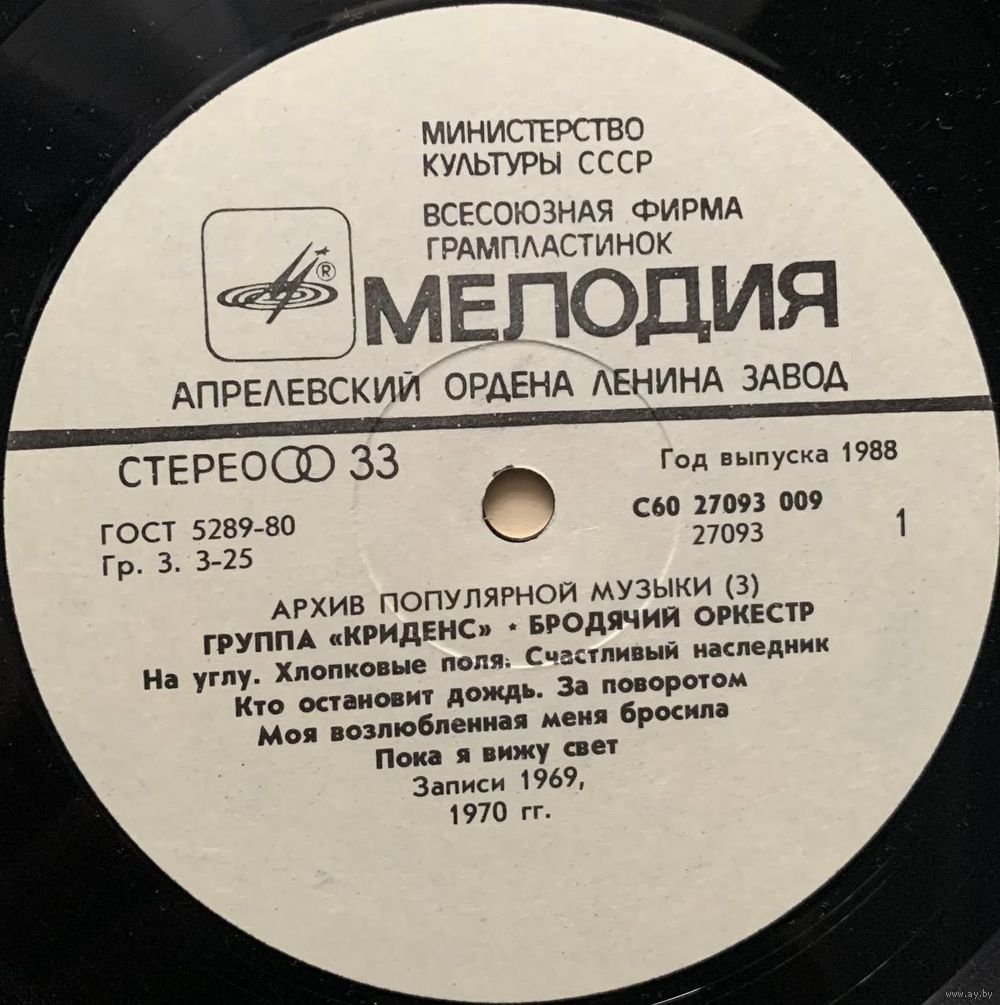 МИНИСТЕРСТВО
КУЛЬТУРЫ СССР
ВСЕСОЮЗНАЯ ФИРМА
ГРАМПЛАСТИНОК
®
МЕЛОДИЯ
АПРЕЛЕВСКИЙ ОРДЕНА ЛЕНИНА ЗАВОД
СТЕРЕО 33
Год выпуска 1988
ГОСТ 5289-80
Гр. 3. 3-25
С60 27093 009
27093
1
АРХИВ ПОПУЛЯРНОЙ МУЗЫКИ (3)
ГРУППА «КРИДЕНС» • БРОДЯЧИЙ ОРКЕСТР
На углу. Хлопковые поля. Счастливый наследник
Кто остановит дождь. За поворотом
Моя возлюбленная меня бросила
Пока я вижу свет
Записи 1969,
1970 гг.
www.ay.by